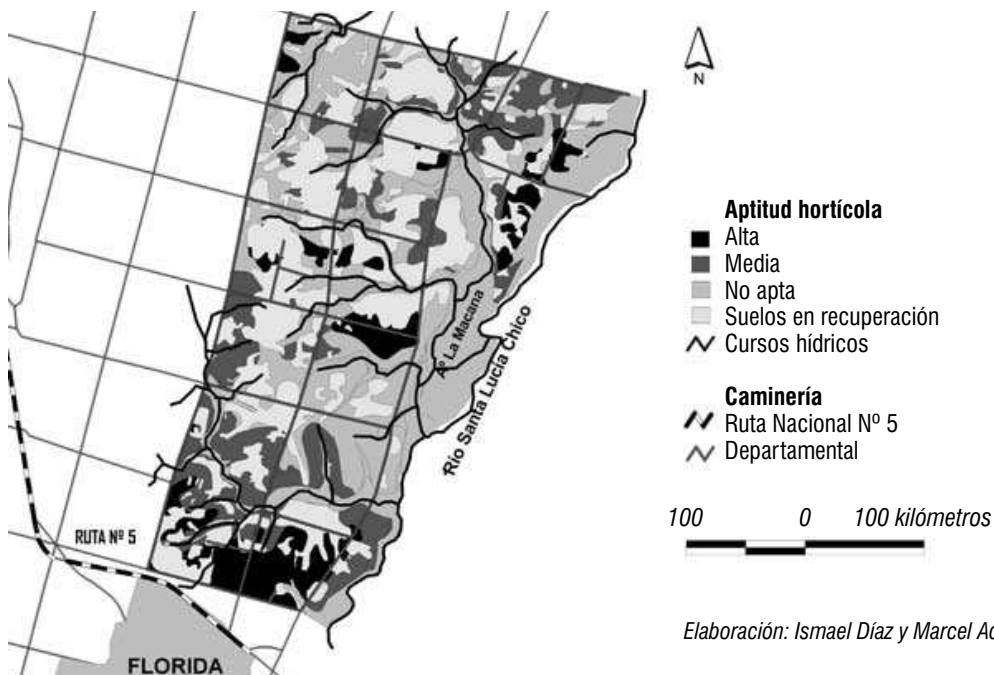 N
Aptitud hortícola
Alta
Media
No apta
Suelos en recuperación
Cursos hídricos
Caminería
Ruta Nacional Nº 5
Departamental
100 0 100 kilómetros
Elaboración: Ismael Díaz y Marcel
Aº La Macana
Río Santa Lucía Chico
RUTA Nº 5
FLORIDA